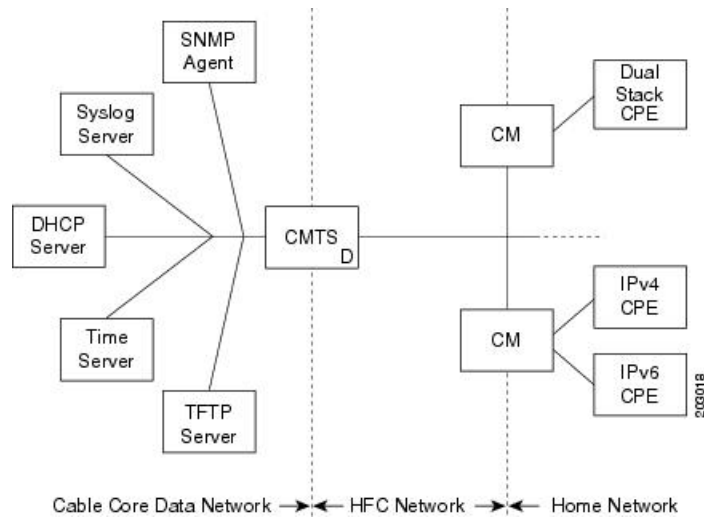 SNMP
Agent
Syslog
Server
DHCP
Server
Time
Server
TFTP
Server
CMTS
D
CM
Dual
Stack
CPE
CM
IPv4
CPE
IPv6
CPE
203018
Cable Core Data Network
HFC Network
Home Network